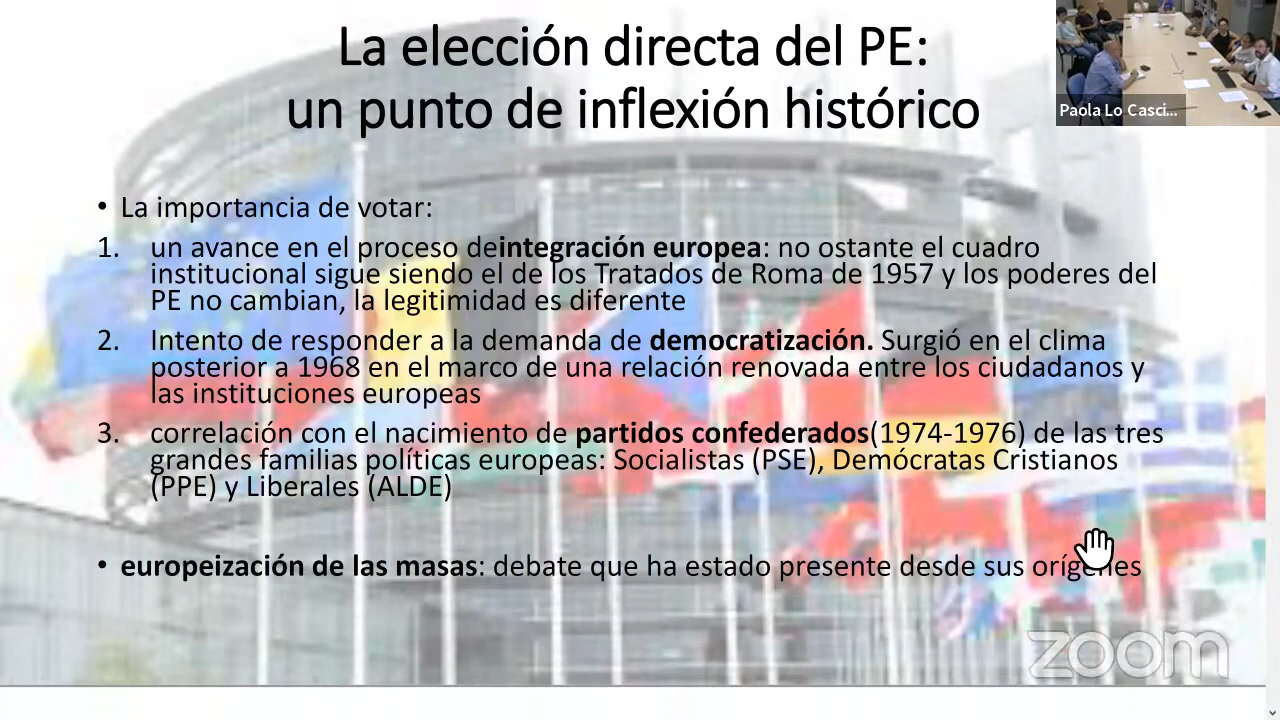 La elección directa del PE:
un punto de inflexión histórico
Paola Lo Casci...
• La importancia de votar:
1. un avance en el proceso deintegración europea: no ostante el cuadro
institucional sigue siendo el de los Tratados de Roma de 1957 y los poderes del
PE no cambian, la legitimidad es diferente
2. Intento de responder a la demanda de democratización. Surgió en el clima
posterior a 1968 en el marco de una relación renovada entre los ciudadanos y
las instituciones europeas
3. correlación con el nacimiento de partidos confederados(1974-1976) de las tres
grandes familias políticas europeas: Socialistas (PSE), Demócratas Cristianos
(PPE) y Liberales (ALDE)
• europeización de las masas: debate que ha estado presente desde sus orígenes
zoom